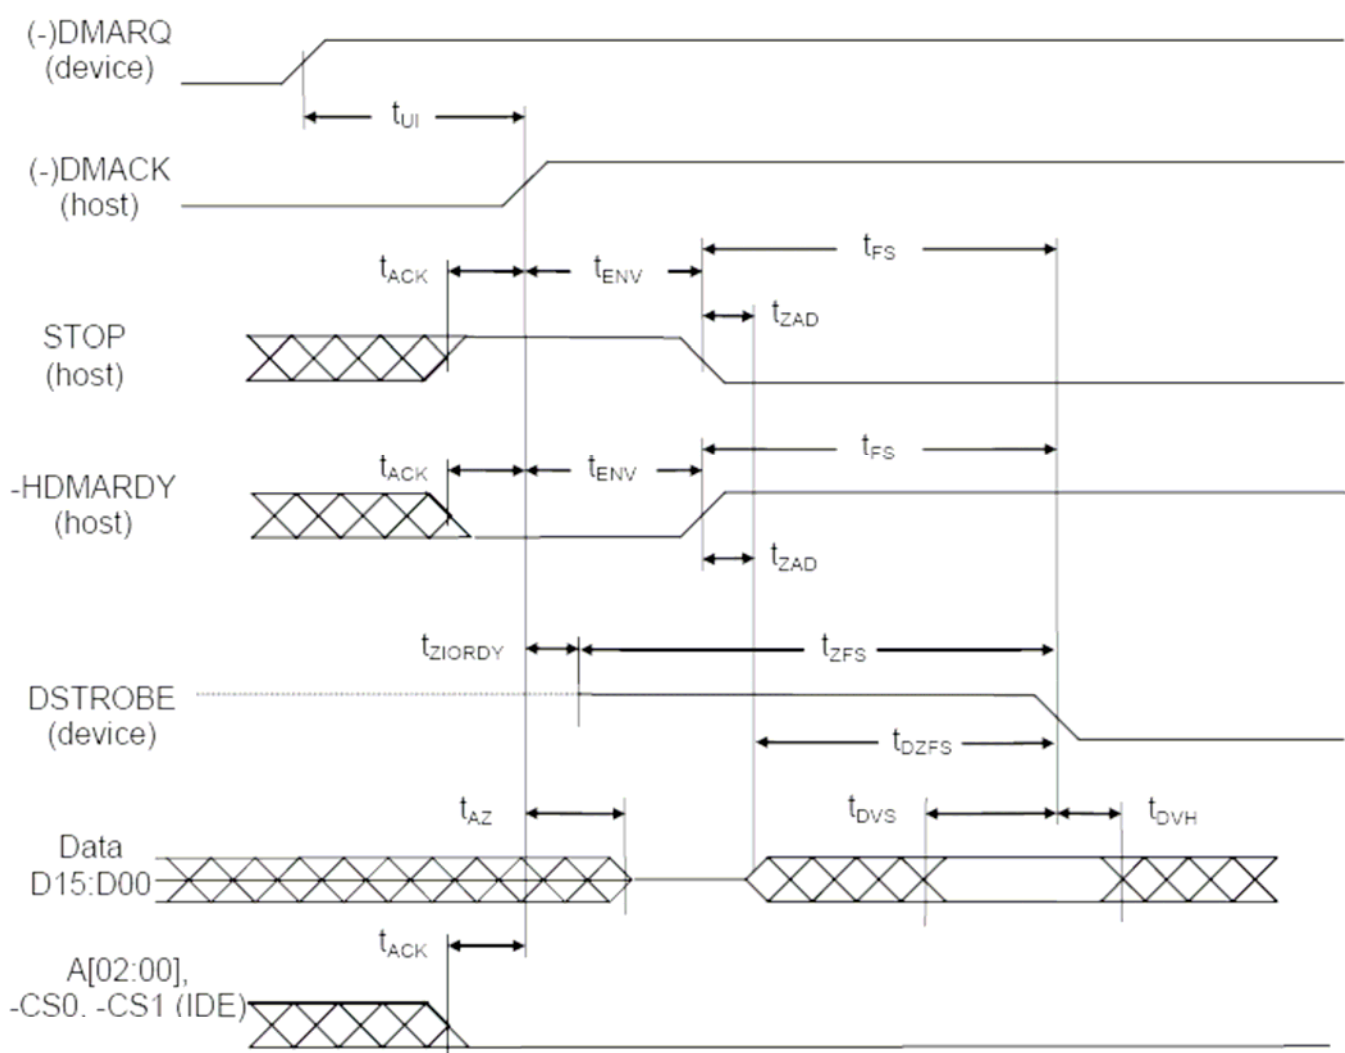 (-)DMARQ
(device)
tUI
(-)DMACK
(host)
tFS
tACK
tENV
tZAD
STOP
(host)
tFS
tACK
tENV
-HDMARDY
(host)
tZAD
tZIORDY
tZFS
DSTROBE
(device)
tDZFS
tAZ
tDVS
tDVH
Data
D15:D00
tACK
A[02:00],
-CS0, -CS1 (IDE)